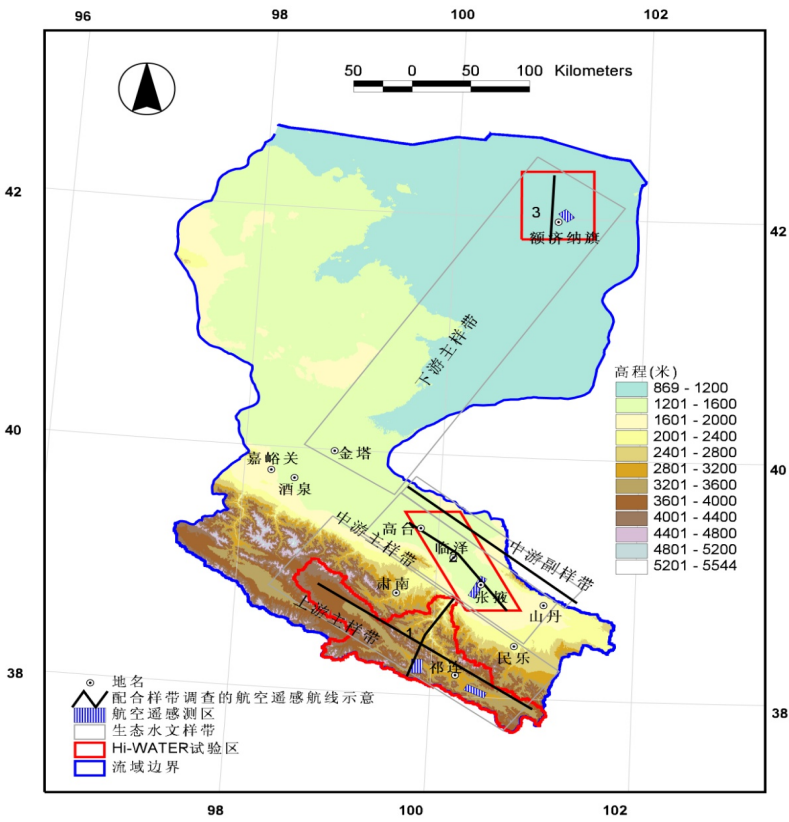 96
98
100
102
50 0 50 100 Kilometers
42
3
额济纳旗
42
下游主样带
高程(米)
869 - 1200
1201 - 1600
1601 - 2000
2001 - 2400
2401 - 2800
2801 - 3200
3201 - 3600
3601 - 4000
4001 - 4400
4401 - 4800
4801 - 5200
5201 - 5544
40
金塔
嘉峪关
酒泉
40
高台
中游主样带
临泽
2
中游副样带
肃南
张掖
山丹
上游主样带
1
民乐
祁连
38
地名
配合样带调查的航空遥感航线示意
航空遥感测区
生态水文样带
Hi-WATER试验区
流域边界
38
98
100
102